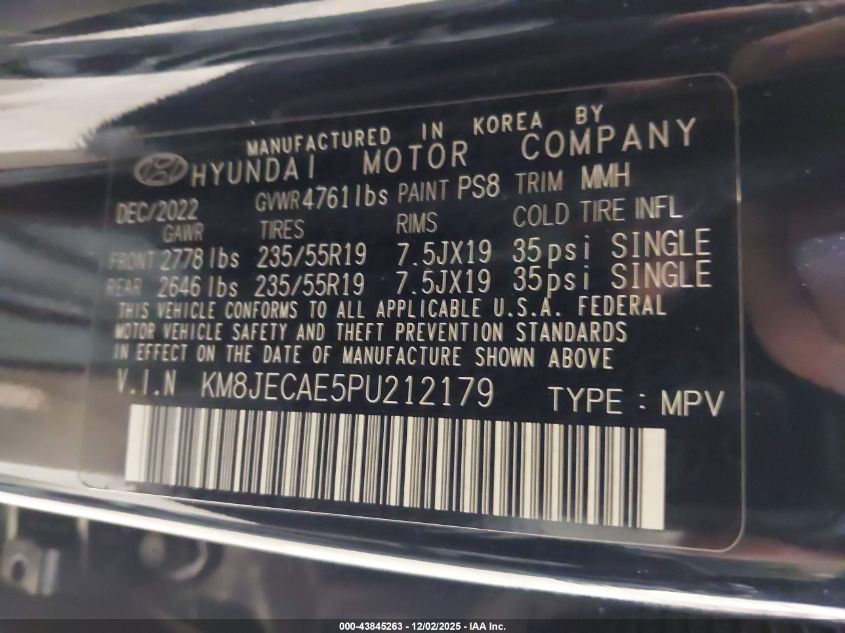 MANUFACTURED IN KOREA BY
HYUNDAI MOTOR COMPANY
DEC/2022 GVWR 4761 lbs PAINT PS8 TRIM MMH
GAWR TIRES RIMS COLD TIRE INFL
FRONT 2778 lbs 235/55R19 7.5JX19 35psi SINGLE
REAR 2646 lbs 235/55R19 7.5JX19 35psi SINGLE
THIS VEHICLE CONFORMS TO ALL APPLICABLE U.S.A. FEDERAL
MOTOR VEHICLE SAFETY AND THEFT PREVENTION STANDARDS
IN EFFECT ON THE DATE OF MANUFACTURE SHOWN ABOVE
V.I.N KM8JECAE5PU212179 TYPE : MPV
000-43845263 - 12/02/2025 - IAA Inc.